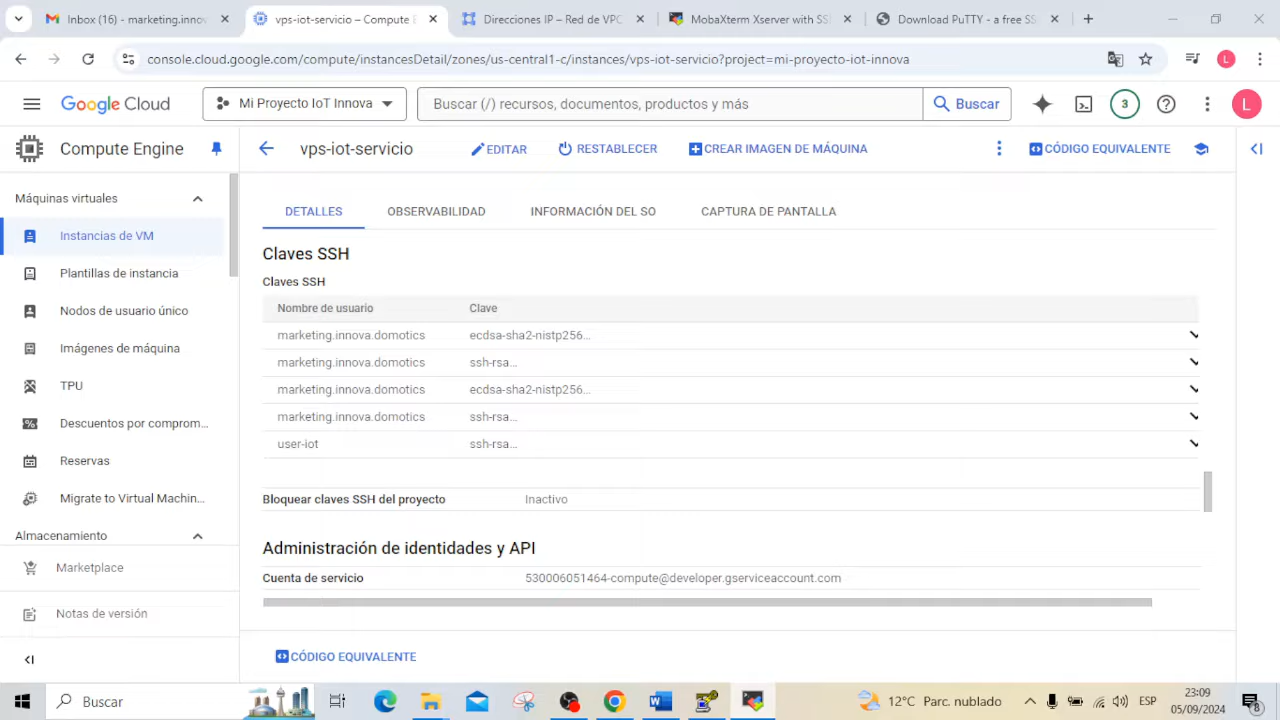 Inbox (16) - marketing.innov
vps-iot-servicio – Compute E
Direcciones IP – Red de VPC
MobaXterm Xserver with SSH
Download PuTTY - a free SS
console.cloud.google.com/compute/instancesDetail/zones/us-central1-c/instances/vps-iot-servicio?project=mi-proyecto-iot-innova
L
Google Cloud
Mi Proyecto IoT Innova
Buscar (/) recursos, documentos, productos y más
Buscar
3
L
Compute Engine
vps-iot-servicio
EDITAR
RESTABLECER
CREAR IMAGEN DE MÁQUINA
CÓDIGO EQUIVALENTE
Máquinas virtuales
Instancias de VM
Plantillas de instancia
Nodos de usuario único
Imágenes de máquina
TPU
Descuentos por comprom...
Reservas
Migrate to Virtual Machin...
Almacenamiento
Marketplace
Notas de versión
DETALLES
OBSERVABILIDAD
INFORMACIÓN DEL SO
CAPTURA DE PANTALLA
Claves SSH
Claves SSH
Nombre de usuario Clave
marketing.innova.domotics ecdsa-sha2-nistp256...
marketing.innova.domotics ssh-rsa...
marketing.innova.domotics ecdsa-sha2-nistp256...
marketing.innova.domotics ssh-rsa...
user-iot ssh-rsa...
Bloquear claves SSH del proyecto Inactivo
Administración de identidades y API
Cuenta de servicio 530006051464-compute@developer.gserviceaccount.com
CÓDIGO EQUIVALENTE
Buscar
12°C Parc. nublado
ESP
23:09
05/09/2024
8